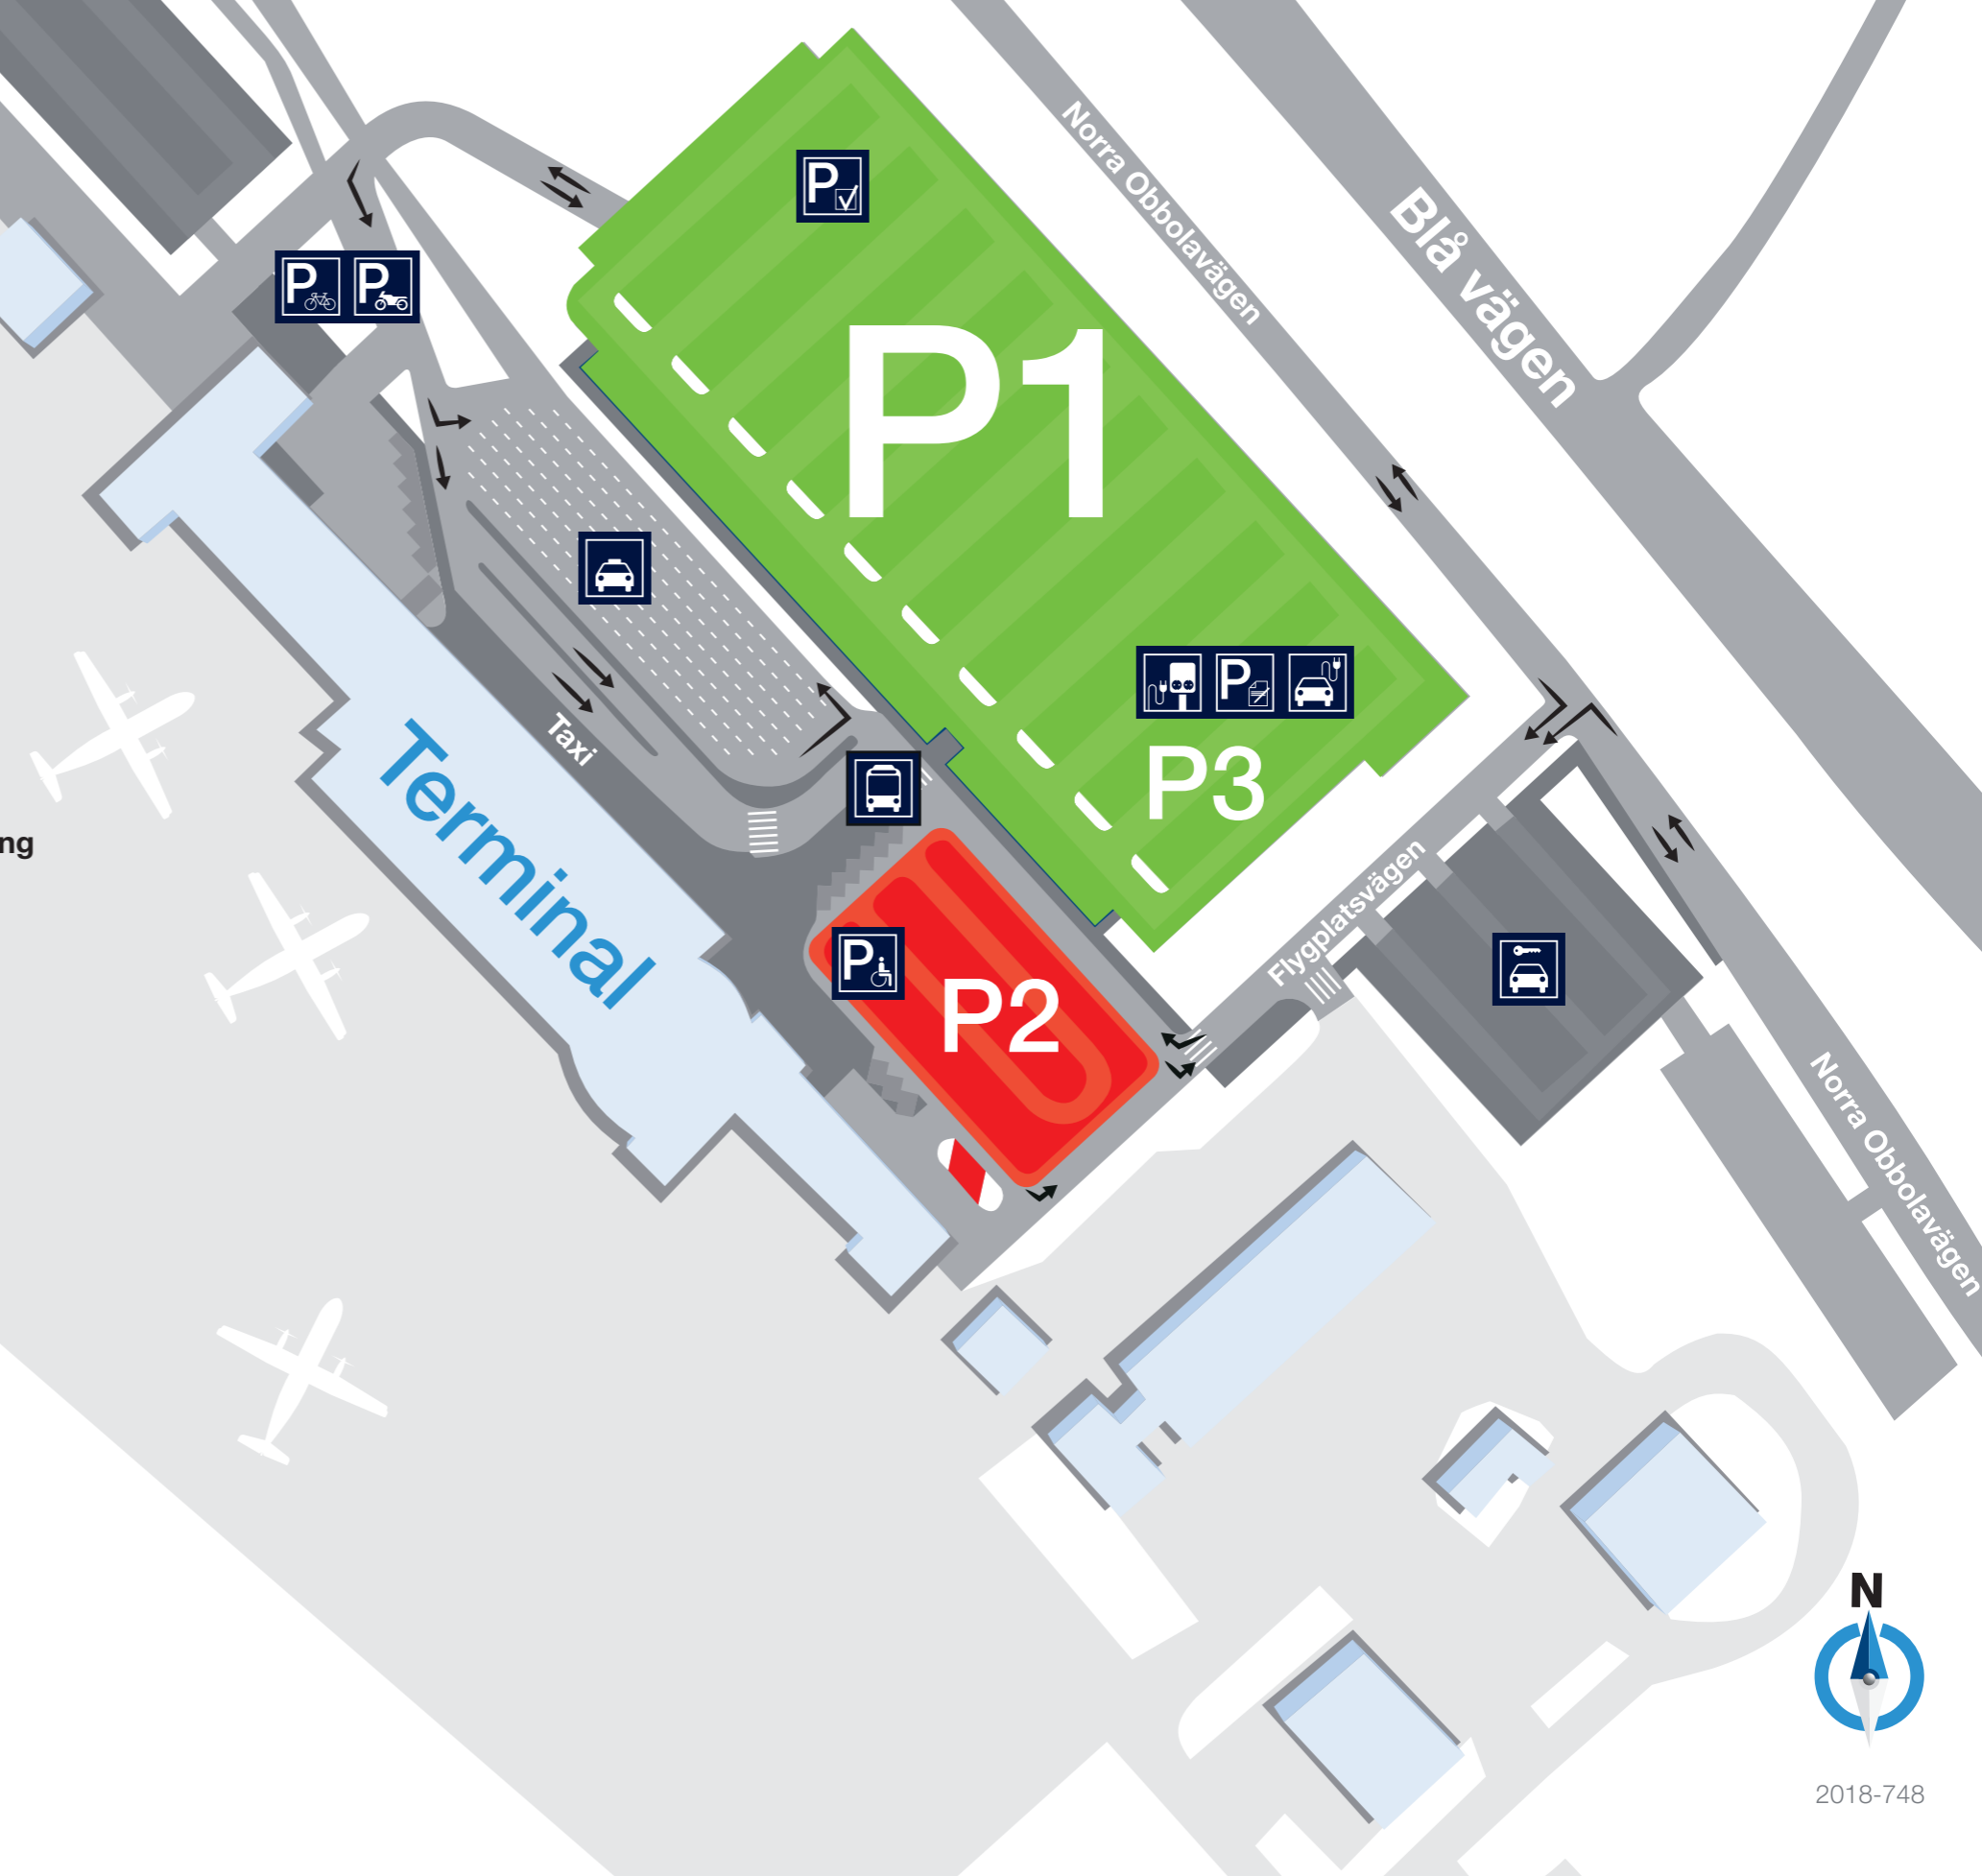 Norra Obbolavägen
Blå vägen
P
P P
P1
P
P3
Taxi
Terminal
ng
Flygplatsvägen
P
P2
Norra Obbolavägen
N
2018-748